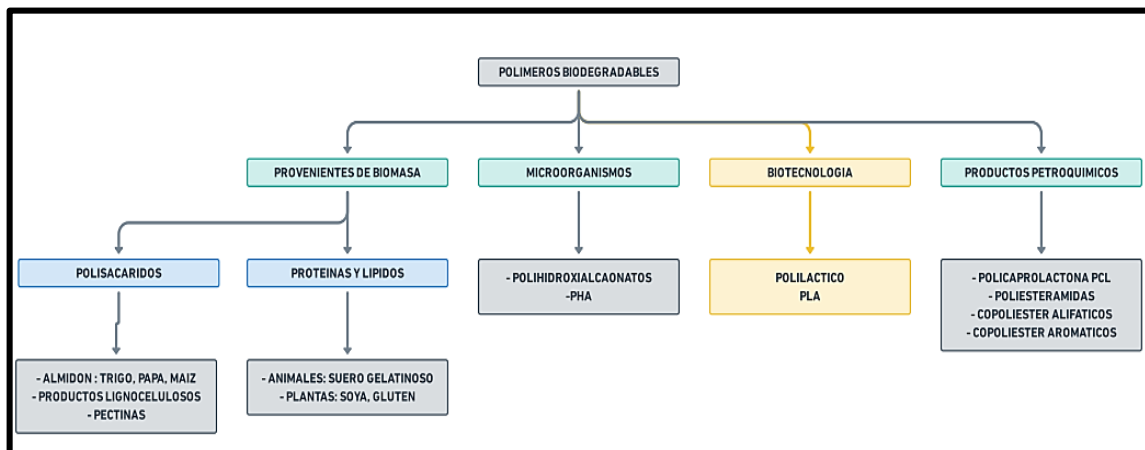 POLIMEROS BIODEGRADABLES
PROVENIENTES DE BIOMASA
MICROORGANISMOS
BIOTECNOLOGIA
PRODUCTOS PETROQUIMICOS
POLISACARIDOS
PROTEINAS Y LIPIDOS
- POLIHIDROXIALCAONATOS
-PHA
POLILACTICO
PLA
- POLICAPROLACTONA PCL
- POLIESTERAMIDAS
- COPOLIESTER ALIFATICOS
- COPOLIESTER AROMATICOS
- ALMIDON : TRIGO, PAPA, MAIZ
- PRODUCTOS LIGNOCELULOSOS
- PECTINAS
- ANIMALES: SUERO GELATINOSO
- PLANTAS: SOYA, GLUTEN